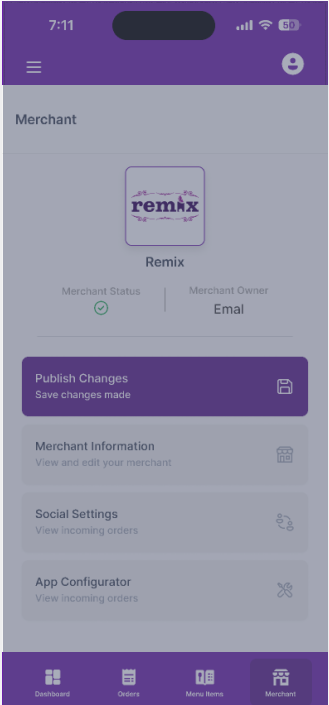 7:11
50
Merchant
remix
Remix
Merchant Status
Merchant Owner
Emal
Publish Changes
Save changes made
Merchant Information
View and edit your merchant
Social Settings
View incoming orders
App Configurator
View incoming orders
Dashboard
Orders
Menu Items
Merchant